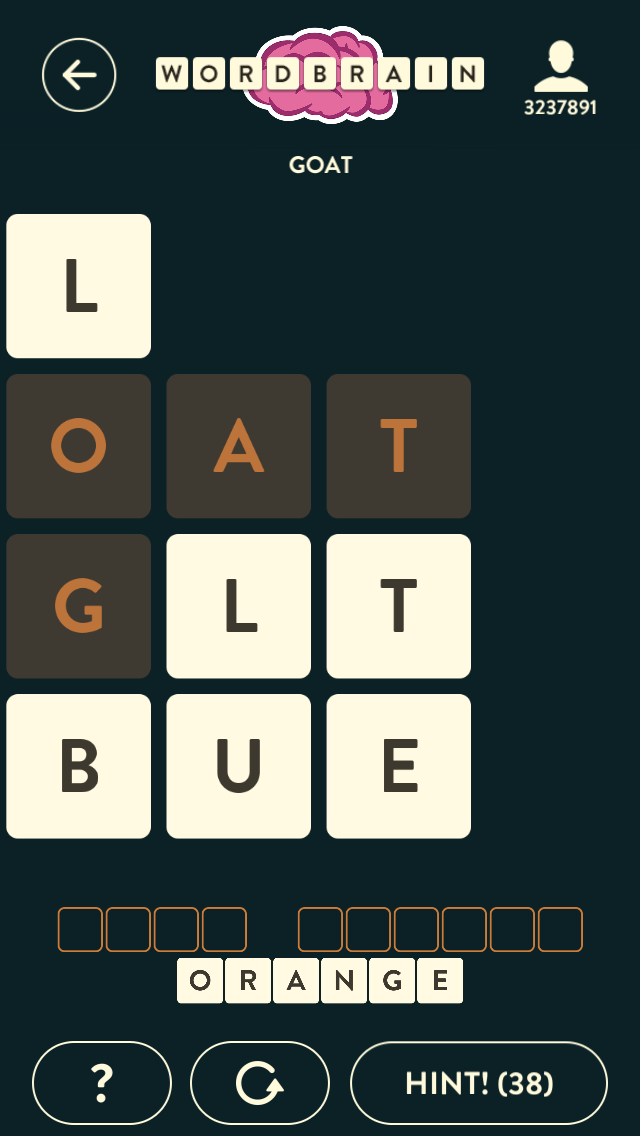 WORDBRAIN
3237891
GOAT
L
O A T
G L T
B U E
ORANGE
? HINT! (38)